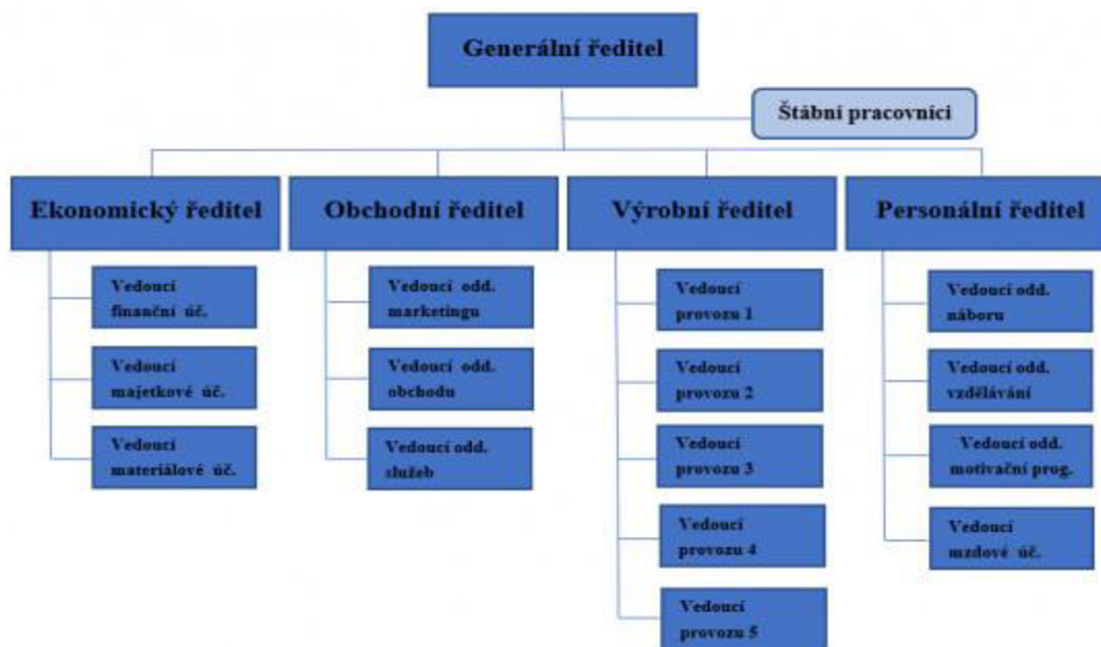 Generální ředitel
Štábní pracovníci
Ekonomický ředitel
Obchodní ředitel
Výrobní ředitel
Personální ředitel
Vedoucí
finanční úč.
Vedoucí
majetkové úč.
Vedoucí
materiálové úč.
Vedoucí odd.
marketingu
Vedoucí odd.
obchodu
Vedoucí odd.
služeb
Vedoucí
provozu 1
Vedoucí
provozu 2
Vedoucí
provozu 3
Vedoucí
provozu 4
Vedoucí
provozu 5
Vedoucí odd.
náboru
Vedoucí odd.
vzdělávání
Vedoucí odd.
motivační prog.
Vedoucí
mzdové úč.